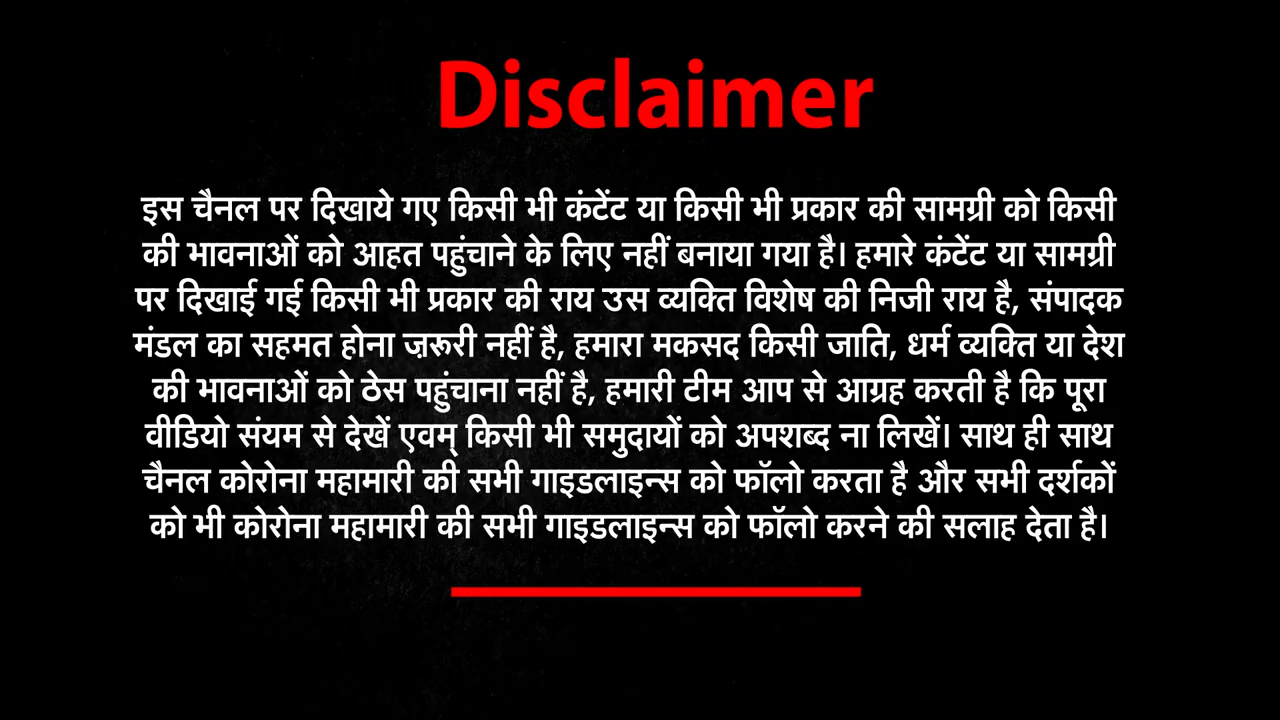 Disclaimer
इस चैनल पर दिखाये गए किसी भी कंटेंट या किसी भी प्रकार की सामग्री को किसी
की भावनाओं को आहत पहुंचाने के लिए नहीं बनाया गया है। हमारे कंटेंट या सामग्री
पर दिखाई गई किसी भी प्रकार की राय उस व्यक्ति विशेष की निजी राय है, संपादक
मंडल का सहमत होना ज़रूरी नहीं है, हमारा मकसद किसी जाति, धर्म व्यक्ति या देश
की भावनाओं को ठेस पहुंचाना नहीं है, हमारी टीम आप से आग्रह करती है कि पूरा
वीडियो संयम से देखें एवम् किसी भी समुदायों को अपशब्द ना लिखें। साथ ही साथ
चैनल कोरोना महामारी की सभी गाइडलाइन्स को फॉलो करता है और सभी दर्शकों
को भी कोरोना महामारी की सभी गाइडलाइन्स को फॉलो करने की सलाह देता है।